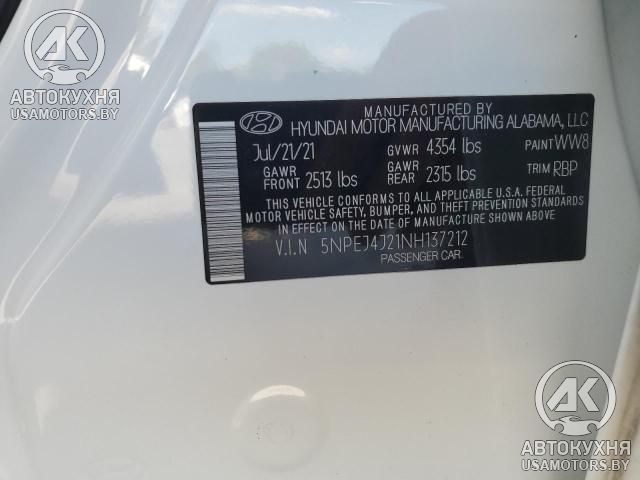 АВТОКУХНЯ
USAMOTORS.BY
MANUFACTURED BY
HYUNDAI MOTOR MANUFACTURING ALABAMA, LLC
Jul/21/21 GVWR 4354 lbs PAINT WW8
GAWR FRONT 2513 lbs GAWR REAR 2315 lbs TRIM RBP
THIS VEHICLE CONFORMS TO ALL APPLICABLE U.S.A. FEDERAL
MOTOR VEHICLE SAFETY, BUMPER, AND THEFT PREVENTION STANDARDS
IN EFFECT ON THE DATE OF MANUFACTURE SHOWN ABOVE.
V.I.N 5NPEJ4J21NH137212
PASSENGER CAR.
АК
АВТОКУХНЯ
USAMOTORS.BY